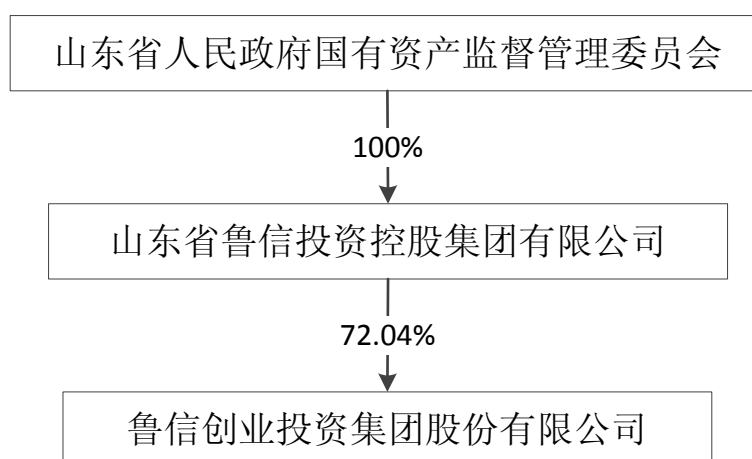 山东省人民政府国有资产监督管理委员会
100%
山东省鲁信投资控股集团有限公司
72.04%
鲁信创业投资集团股份有限公司